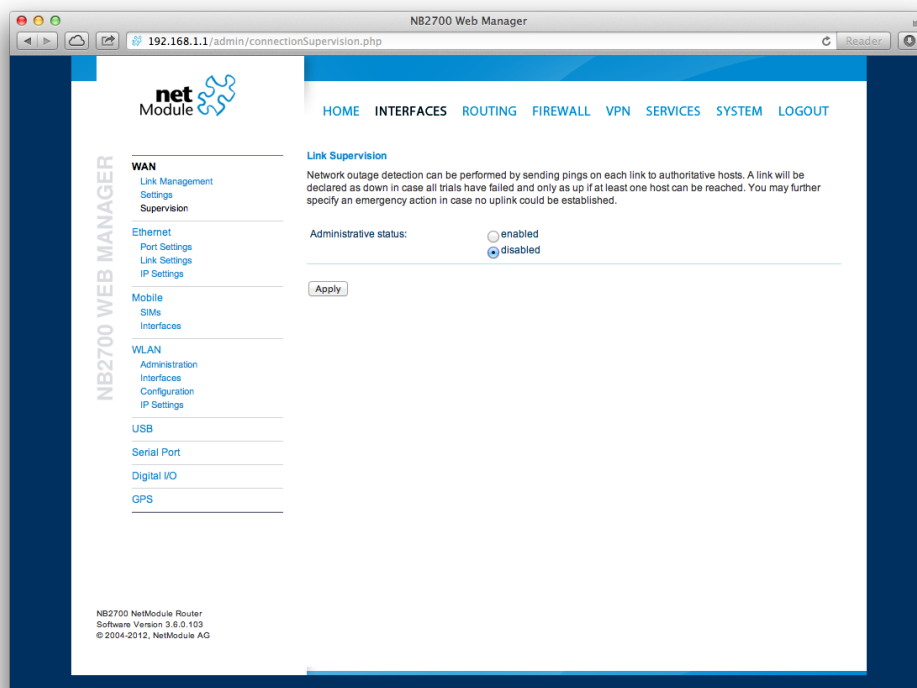 NB2700 Web Manager
192.168.1.1/admin/connectionSupervision.php
Reader
net
Module
HOME INTERFACES ROUTING FIREWALL VPN SERVICES SYSTEM LOGOUT
NB2700 WEB MANAGER
WAN
Link Management
Settings
Supervision
Ethernet
Port Settings
Link Settings
IP Settings
Mobile
SIMs
Interfaces
WLAN
Administration
Interfaces
Configuration
IP Settings
USB
Serial Port
Digital I/O
GPS
Link Supervision
Network outage detection can be performed by sending pings on each link to authoritative hosts. A link will be
declared as down in case all trials have failed and only as up if at least one host can be reached. You may further
specify an emergency action in case no uplink could be established.
Administrative status:
enabled
disabled
Apply
NB2700 NetModule Router
Software Version 3.6.0.103
© 2004-2012, NetModule AG